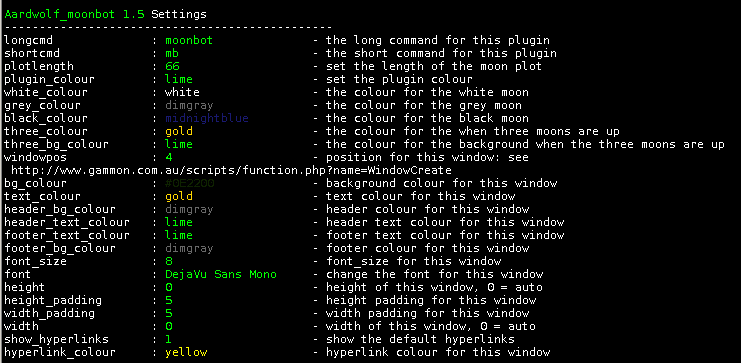 Aardwolf_moonbot 1.5 Settings
-----------------------------------------------
longcmd : moonbot - the long command for this plugin
shortcmd : mb - the short command for this plugin
plotlength : 66 - set the length of the moon plot
plugin_colour : lime - set the plugin colour
white_colour : white - the colour for the white moon
grey_colour : dimgray - the colour for the grey moon
black_colour : midnightblue - the colour for the black moon
three_colour : gold - the colour for the when three moons are up
three_bg_colour : lime - the colour for the background when the three moons are up
windowpos : 4 - position for this window: see
http://www.gammon.com.au/scripts/function.php?name=WindowCreate
bg_colour : #0E2200 - background colour for this window
text_colour : gold - text colour for this window
header_bg_colour : dimgray - header colour for this window
header_text_colour : lime - header text colour for this window
footer_text_colour : lime - footer text colour for this window
footer_bg_colour : dimgray - footer colour for this window
font_size : 8 - font_size for this window
font : DejaVu Sans Mono - change the font for this window
height : 0 - height of this window, 0 = auto
height_padding : 5 - height padding for this window
width_padding : 5 - width padding for this window
width : 0 - width of this window, 0 = auto
show_hyperlinks : 1 - show the default hyperlinks
hyperlink_colour : yellow - hyperlink colour for this window